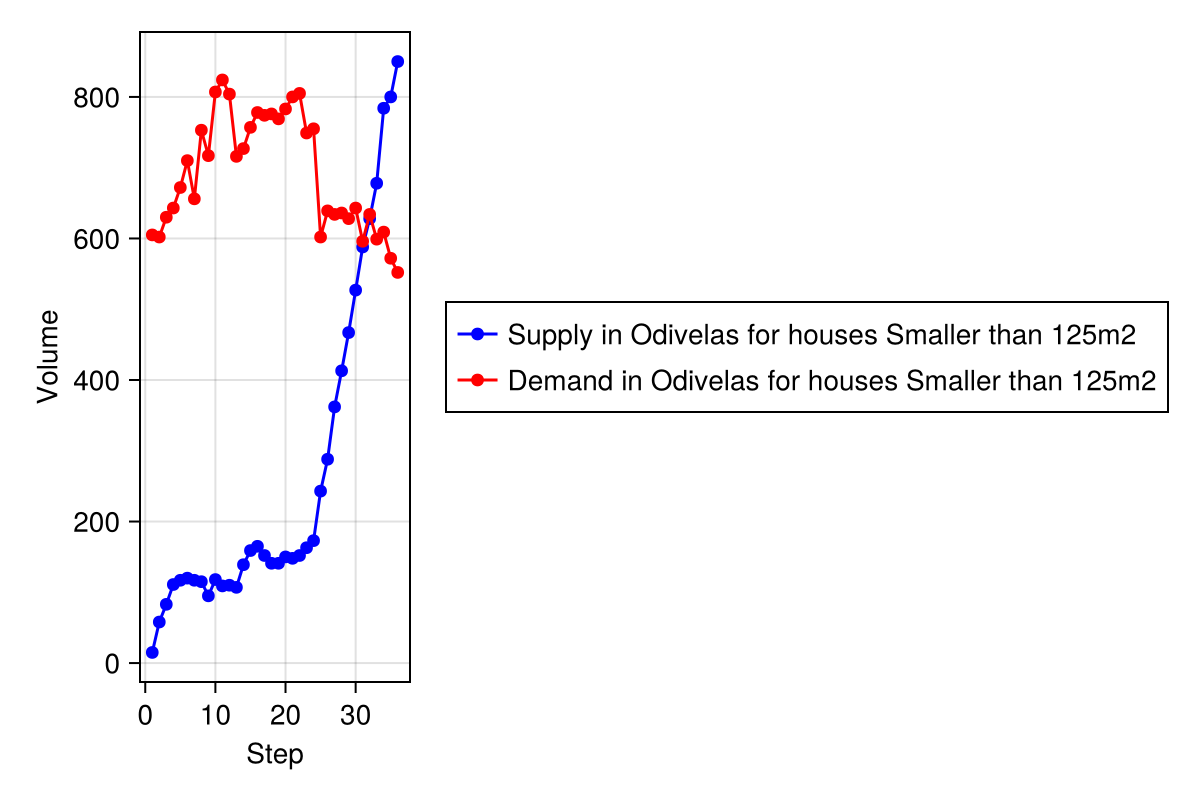 800
600
400
200
0
Volume
0 10 20 30
Step
Supply in Odivelas for houses Smaller than 125m2
Demand in Odivelas for houses Smaller than 125m2